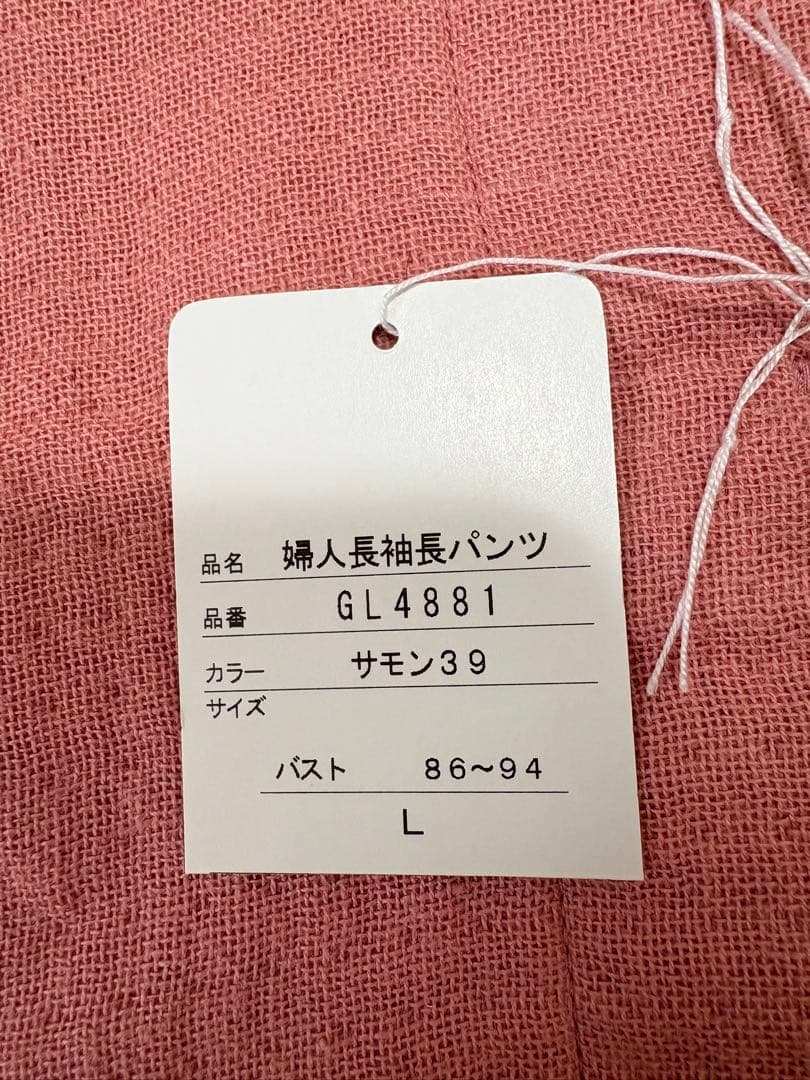 品名 婦人長袖長パンツ
品番 GL4881
カラー サモン39
サイズ
バスト 86〜94
L